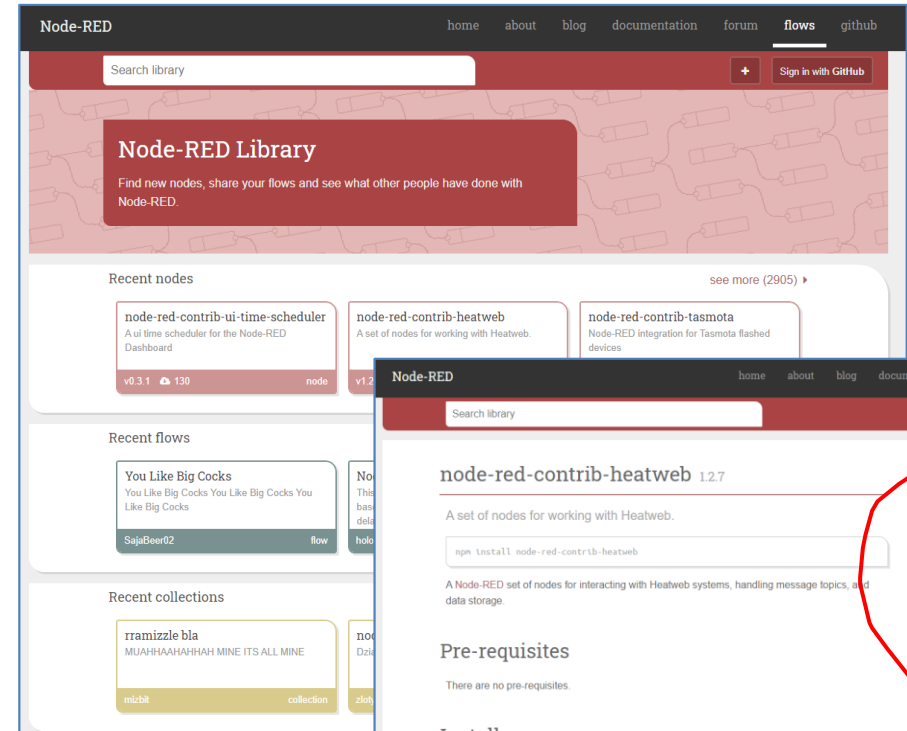 Node-RED
home about blog documentation forum flows github
Search library
+ Sign in with GitHub
Node-RED Library
Find new nodes, share your flows and see what other people have done with
Node-RED.
Recent nodes
see more (2905)
node-red-contrib-ui-time-scheduler
A ui time scheduler for the Node-RED
Dashboard
v0.3.1 130 node
node-red-contrib-heatweb
A set of nodes for working with Heatweb.
v1.2
node-red-contrib-tasmota
Node-RED integration for Tasmota flashed
devices
Recent flows
You Like Big Cocks
You Like Big Cocks You Like Big Cocks You
Like Big Cocks
SajaBeer02 flow
This
Recent collections
rramizzle bla
MUAHHAAHAHHAH MINE ITS ALL MINE
mizbit collection
Node-RED
home about blog
Search library
node-red-contrib-heatweb 1.2.7
A set of nodes for working with Heatweb.
npm install node-red-contrib-heatweb
A Node-RED set of nodes for interacting with Heatweb systems, handling message topics, and
data storage.
Pre-requisites
There are no pre-requisites.